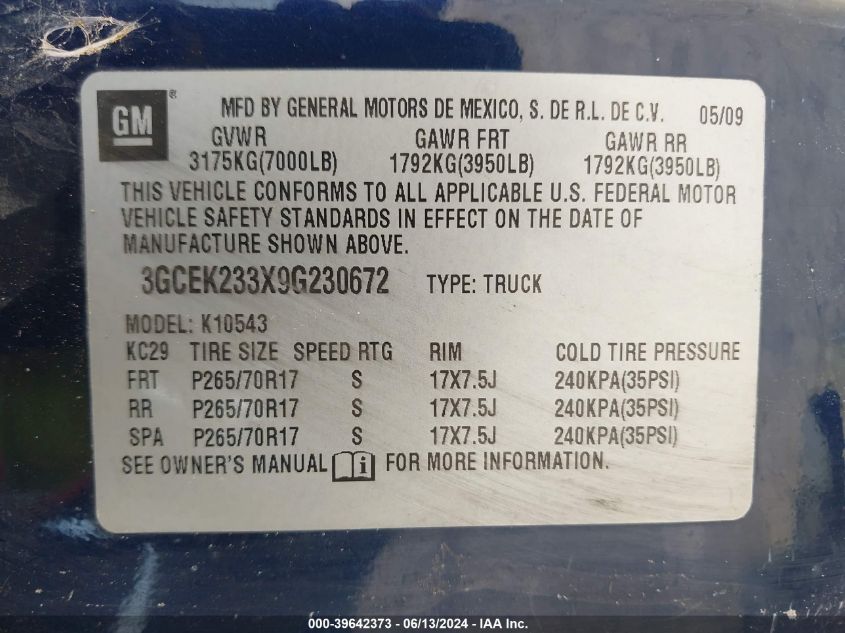 GM ® MFD BY GENERAL MOTORS DE MEXICO, S. DE R.L. DE C.V. 05/09
GVWR GAWR FRT GAWR RR
3175KG(7000LB) 1792KG(3950LB) 1792KG(3950LB)
THIS VEHICLE CONFORMS TO ALL APPLICABLE U.S. FEDERAL MOTOR
VEHICLE SAFETY STANDARDS IN EFFECT ON THE DATE OF
MANUFACTURE SHOWN ABOVE.
3GCEK233X9G230672 TYPE: TRUCK
MODEL: K10543
KC29 TIRE SIZE SPEED RTG RIM COLD TIRE PRESSURE
FRT P265/70R17 S 17X7.5J 240KPA(35PSI)
RR P265/70R17 S 17X7.5J 240KPA(35PSI)
SPA P265/70R17 S 17X7.5J 240KPA(35PSI)
SEE OWNER'S MANUAL i FOR MORE INFORMATION.
000-39642373 - 06/13/2024 - IAA Inc.